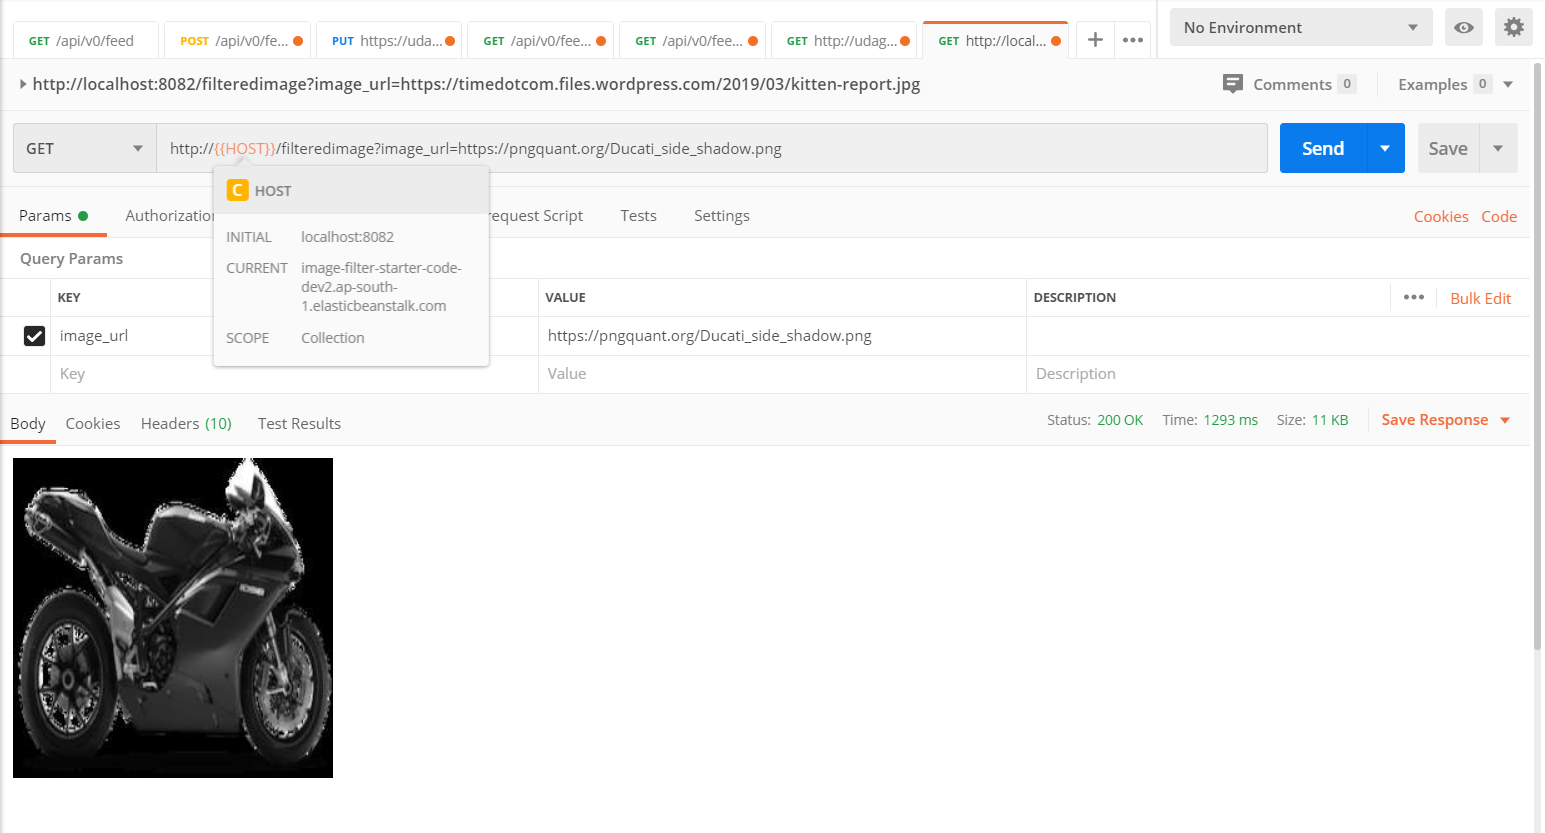 GET /api/v0/feed POST /api/v0/fe... PUT https://uda... GET /api/v0/fee... GET /api/v0/fee... GET http://udag... GET http://local... No Environment
http://localhost:8082/filteredimage?image_url=https://timedotcom.files.wordpress.com/2019/03/kitten-report.jpg Comments 0 Examples 0
GET http://{{HOST}}/filteredimage?image_url=https://pngquant.org/Ducati_side_shadow.png Send Save
C HOST
Params Authorization request Script Tests Settings Cookies Code
INITIAL localhost:8082
CURRENT image-filter-starter-code-
dev2.ap-south-
1.elasticbeanstalk.com
SCOPE Collection
Query Params
KEY VALUE DESCRIPTION Bulk Edit
image_url https://pngquant.org/Ducati_side_shadow.png
Key Value Description
Body Cookies Headers (10) Test Results Status: 200 OK Time: 1293 ms Size: 11 KB Save Response